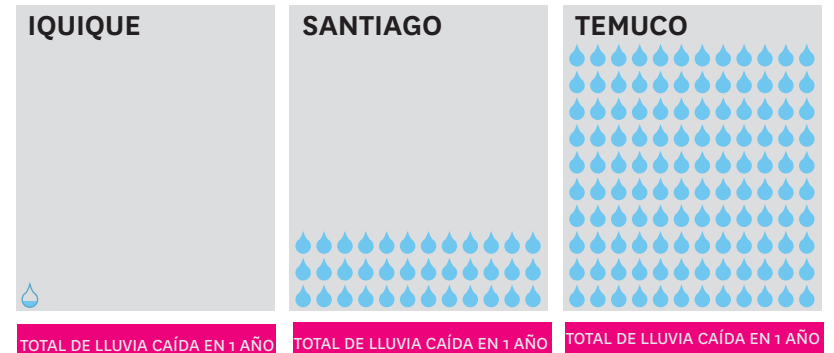 IQUIQUE
SANTIAGO
TEMUCO
TOTAL DE LLUVIA CAÍDA EN 1 AÑO
TOTAL DE LLUVIA CAÍDA EN 1 AÑO
TOTAL DE LLUVIA CAÍDA EN 1 AÑO